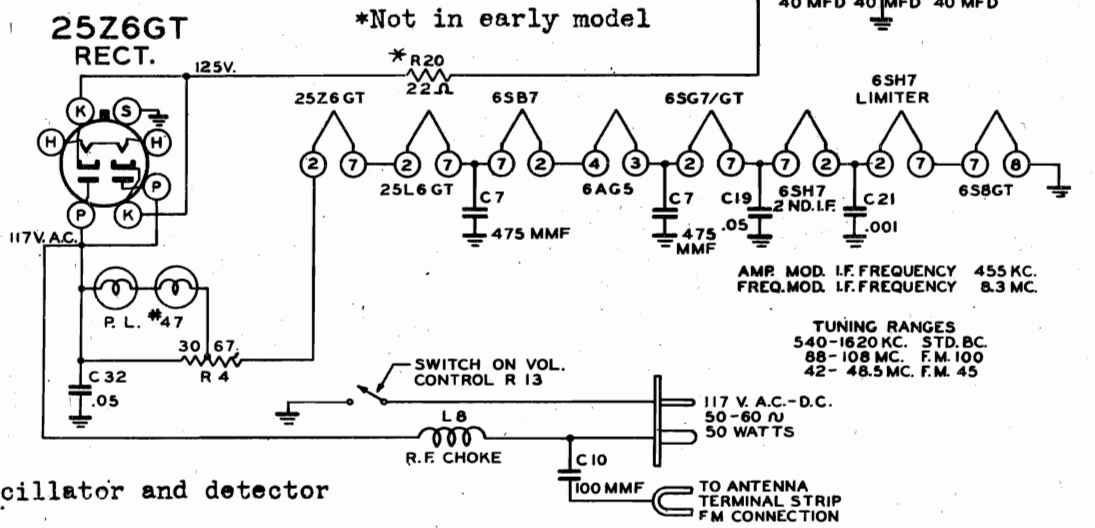 40 MFD 40 MFD 40 MFD
*Not in early model
25Z6GT
RECT.
125V.
*
R20
22Ω
K S
H H
P
P K
117V. A.C.
25Z6GT
6SB7
6SG7/GT
6SH7
LIMITER
2 7 2 7 7 2 4 3 2 7 7 2 2 7 7 8
25L6GT
6AG5
6SH7
2 ND. I.F.
6S8GT
C7
475 MMF
C7
475
MMF
C19
.05
C21
.001
AMP. MOD. I.F. FREQUENCY 455 KC.
FREQ. MOD. I.F. FREQUENCY 8.3 MC.
P. L. #47
30 67.
R 4
C 32
.05
TUNING RANGES
540-1620 KC. STD. BC.
88-108 MC. F.M. 100
42- 48.5 MC. F.M. 45
SWITCH ON VOL.
CONTROL R 13
117 V. A.C.-D.C.
50-60 ~
50 WATTS
L 8
R.F. CHOKE
C 10
100 MMF
TO ANTENNA
TERMINAL STRIP
FM CONNECTION
cillator and detector